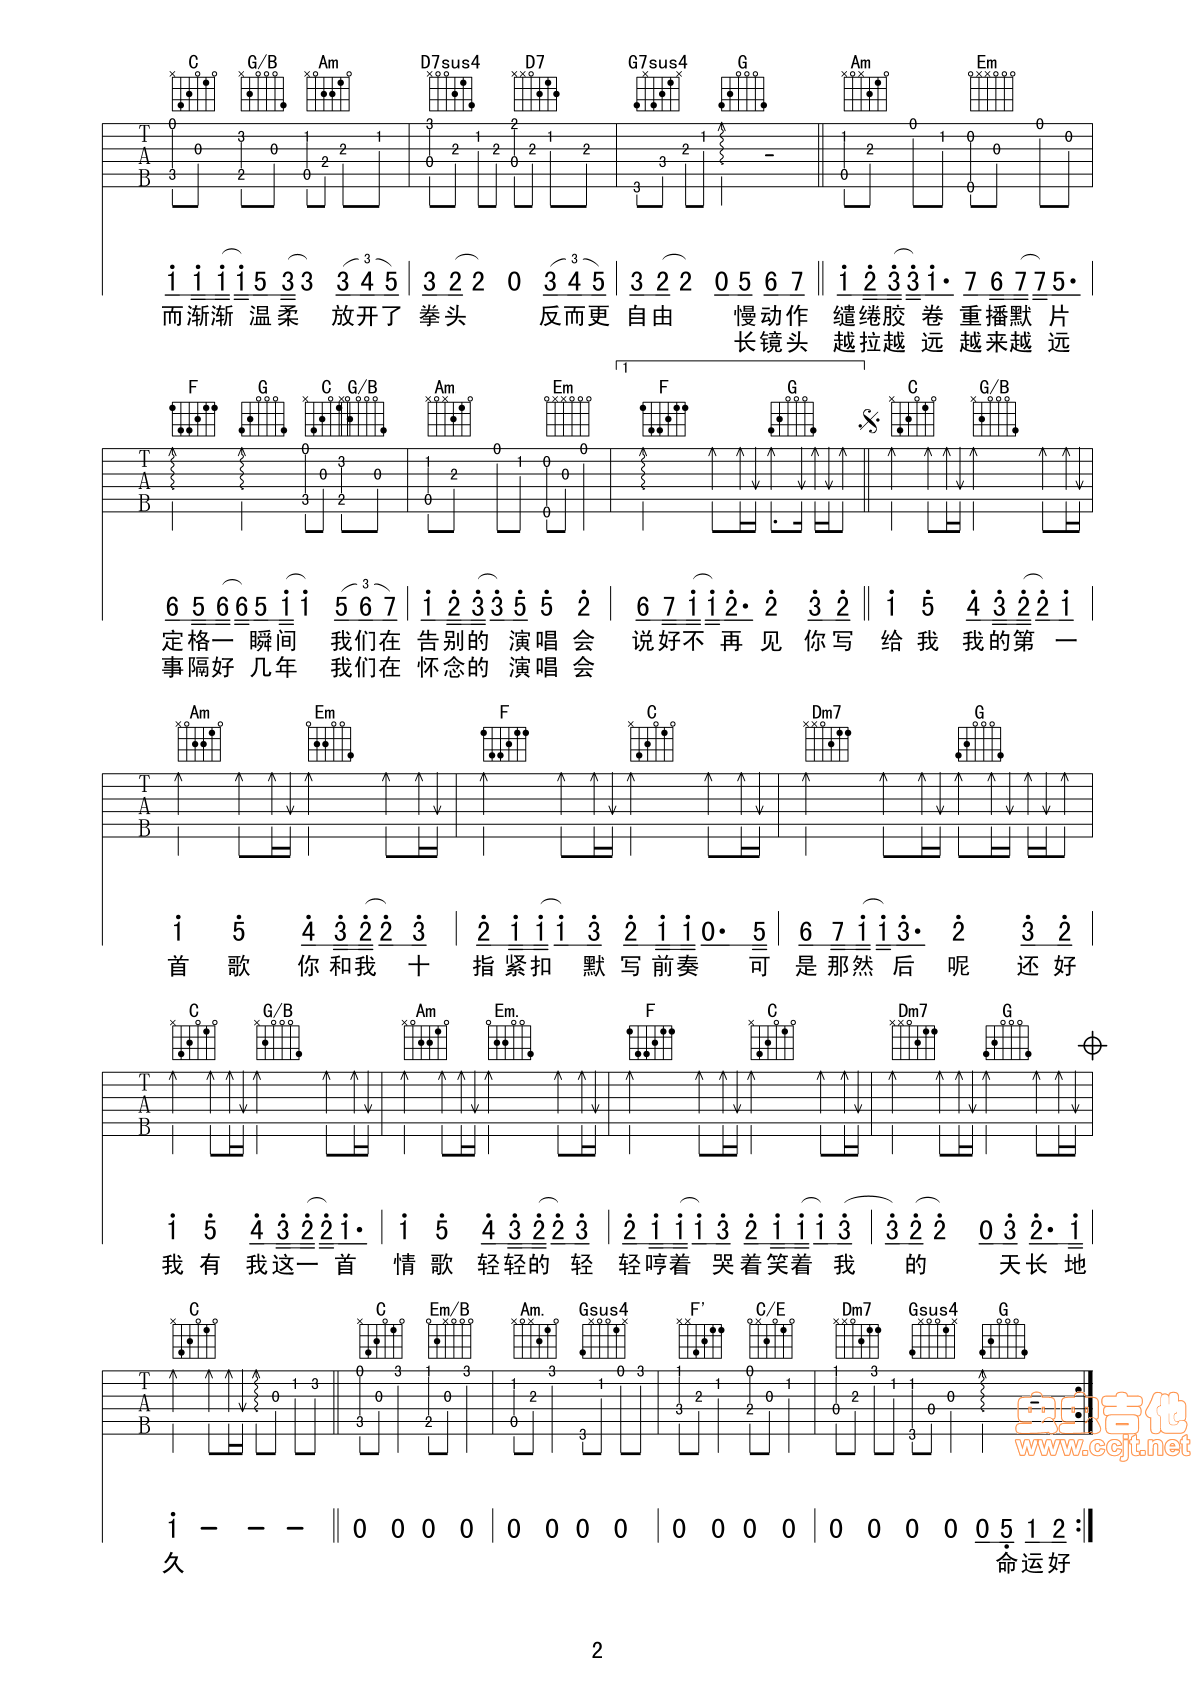 C G/B Am D7sus4 D7 G7sus4 G Am Em
1 1 1 1 5 3 3 3 4 5 3 2 2 0 3 4 5 3 2 2 0 5 6 7 1 2 3 3 1· 7 6 7 7 5·
而渐渐 温柔 放开了 拳头 反而更 自由 慢动作 缱绻胶 卷 重播默 片
长镜头 越拉越 远 越来越 远
1
F G C G/B Am Em F G C G/B
6 5 6 6 5 1 1 5 6 7 1 2 3 3 5 5 2 6 7 1 1 2· 2 3 2 1 5 4 3 2 2 1
定格一 瞬间 我们在 告别的 演唱会 说好不 再见 你写 给我 我的第一
事隔好 几年 我们在 怀念的 演唱会
Am Em F C Dm7 G
1 5 4 3 2 2 3 2 1 1 1 3 2 1 1 0· 5 6 7 1 1 3· 2 3 2
首歌 你和我 十 指紧扣 默写前奏 可 是那然后 呢 还好
C G/B Am Em. F C Dm7 G
1 5 4 3 2 2 1· 1 5 4 3 2 2 3 2 1 1 1 3 2 1 1 1 3 3 2 2 0 3 2· 1
我有 我这一首 情歌 轻轻的 轻 轻哼着 哭着笑着 我 的 天长地
C C Em/B Am. Gsus4 F' C/E Dm7 Gsus4 G
1 - - - 0 0 0 0 0 0 0 0 0 0 0 0 0 0 0 0 0 5 1 2
久 命运好
虫虫吉他
www.ccjt.net
2